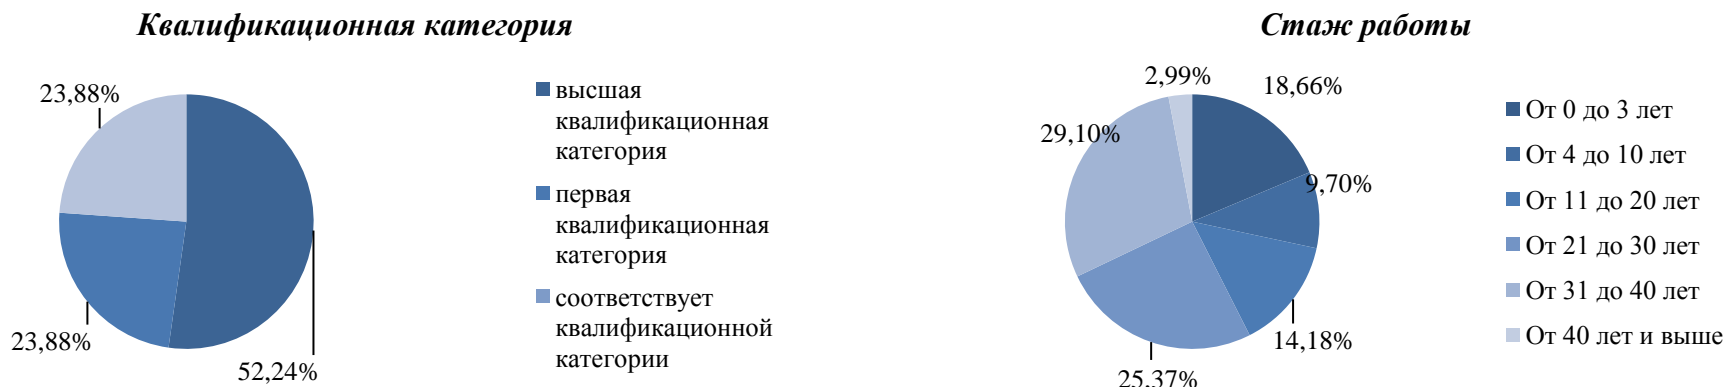 Квалификационная категория
23,88%
23,88%
52,24%
высшая
квалификационная
категория
первая
квалификационная
категория
соответствует
квалификационной
категории
Стаж работы
2,99%
18,66%
29,10%
9,70%
14,18%
25,37%
От 0 до 3 лет
От 4 до 10 лет
От 11 до 20 лет
От 21 до 30 лет
От 31 до 40 лет
От 40 лет и выше